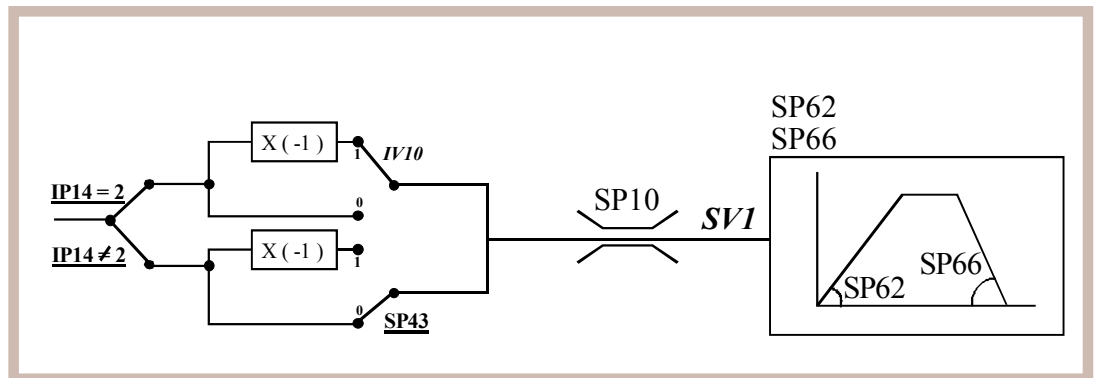 SP62
SP66
X ( -1 )
1
IV10
IP14 = 2
0
SP10
SV1
IP14 ≠ 2
X ( -1 )
1
SP66
SP62
0
SP43